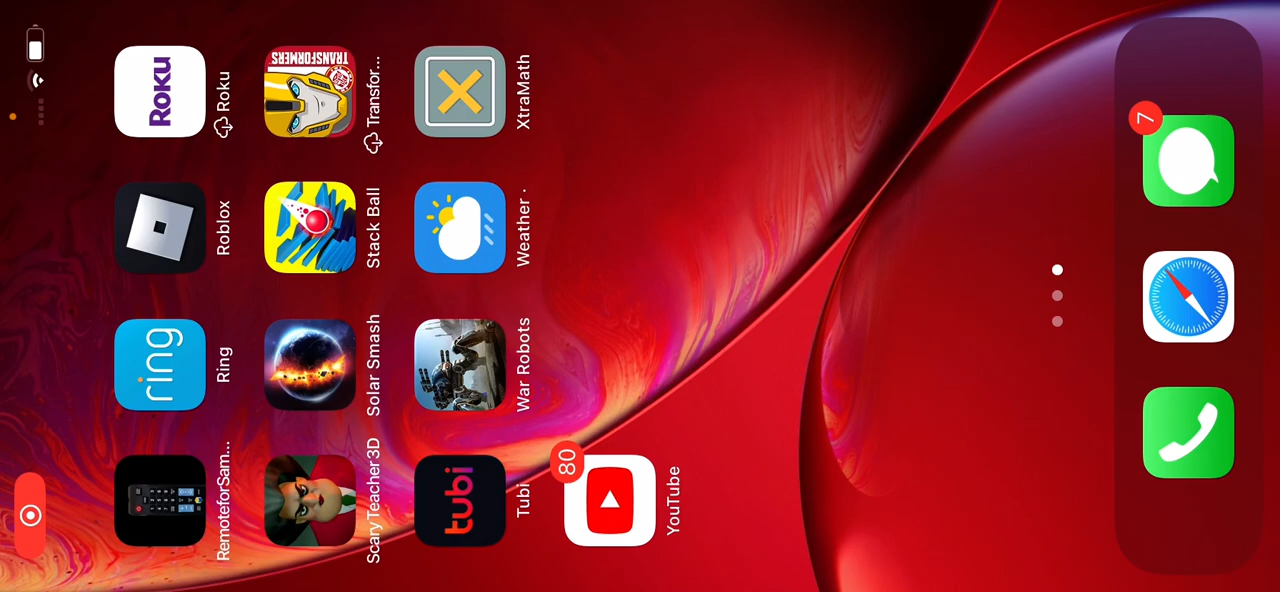 RemoteforSam...
ring
Ring
Roblox
ROKU
Roku
ScaryTeacher3D
Solar Smash
Stack Ball
TRANSFORMERS
Transfor...
tubi
Tubi
War Robots
Weather ·
XtraMath
80
YouTube
7